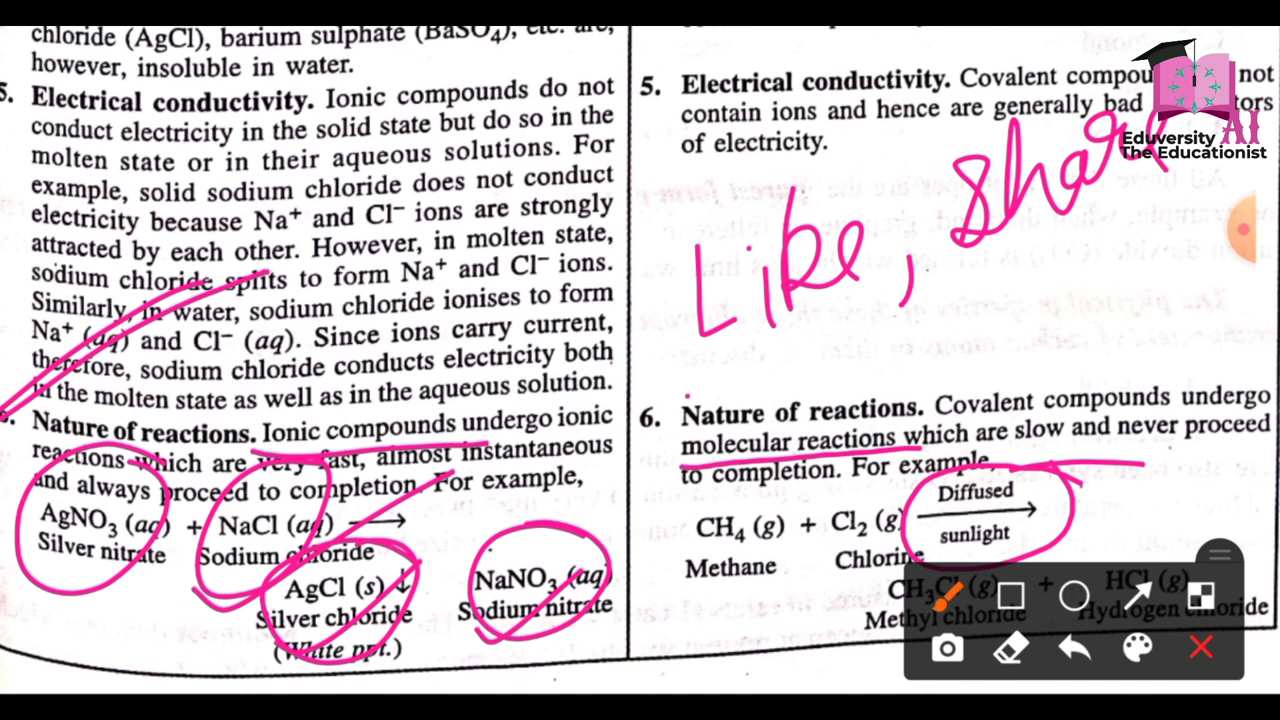 chloride (AgCl), barium sulphate (BaSO₄), etc. are,
however, insoluble in water.
5. Electrical conductivity. Ionic compounds do not
conduct electricity in the solid state but do so in the
molten state or in their aqueous solutions. For
example, solid sodium chloride does not conduct
electricity because Na⁺ and Cl⁻ ions are strongly
attracted by each other. However, in molten state,
sodium chloride splits to form Na⁺ and Cl⁻ ions.
Similarly, in water, sodium chloride ionises to form
Na⁺ (aq) and Cl⁻ (aq). Since ions carry current,
therefore, sodium chloride conducts electricity both
in the molten state as well as in the aqueous solution.
Nature of reactions. Ionic compounds undergo ionic
reactions which are very fast, almost instantaneous
and always proceed to completion. For example,
AgNO₃ (aq) + NaCl (aq) ⟶
Silver nitrate Sodium chloride
AgCl (s) ↓ NaNO₃ (aq)
Silver chloride Sodium nitrate
(White ppt.)
5. Electrical conductivity. Covalent compou not
contain ions and hence are generally bad tors
of electricity.
Like, Share
6. Nature of reactions. Covalent compounds undergo
molecular reactions which are slow and never proceed
to completion. For example,
Diffused
CH₄ (g) + Cl₂ (g) ⟶
sunlight
Methane Chlorine
CH₃Cl (g) + HCl (g)
Methyl chloride Hydrogen chloride
AI
Eduversity
The Educationist